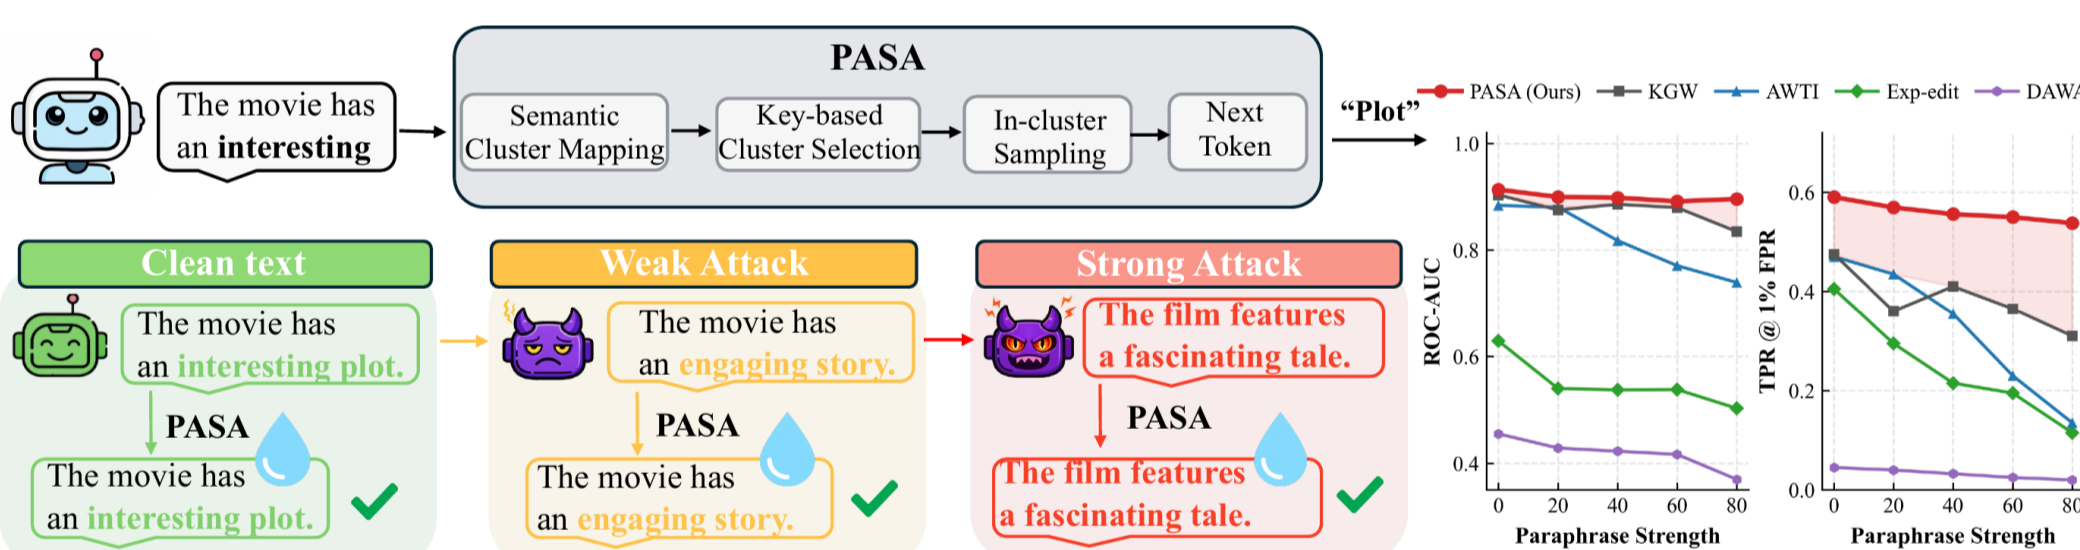 PASA
The movie has
an interesting
Semantic
Cluster Mapping
Key-based
Cluster Selection
In-cluster
Sampling
Next
Token
“Plot”
Clean text
The movie has
an interesting plot.
PASA
The movie has
an interesting plot.
Weak Attack
The movie has
an engaging story.
PASA
The movie has
an engaging story.
Strong Attack
The film features
a fascinating tale.
PASA
The film features
a fascinating tale.
PASA (Ours) KGW AWTI Exp-edit DAWA
ROC-AUC
1.0
0.8
0.6
0.4
0 20 40 60 80
Paraphrase Strength
TPR @ 1% FPR
0.6
0.4
0.2
0.0
0 20 40 60 80
Paraphrase Strength